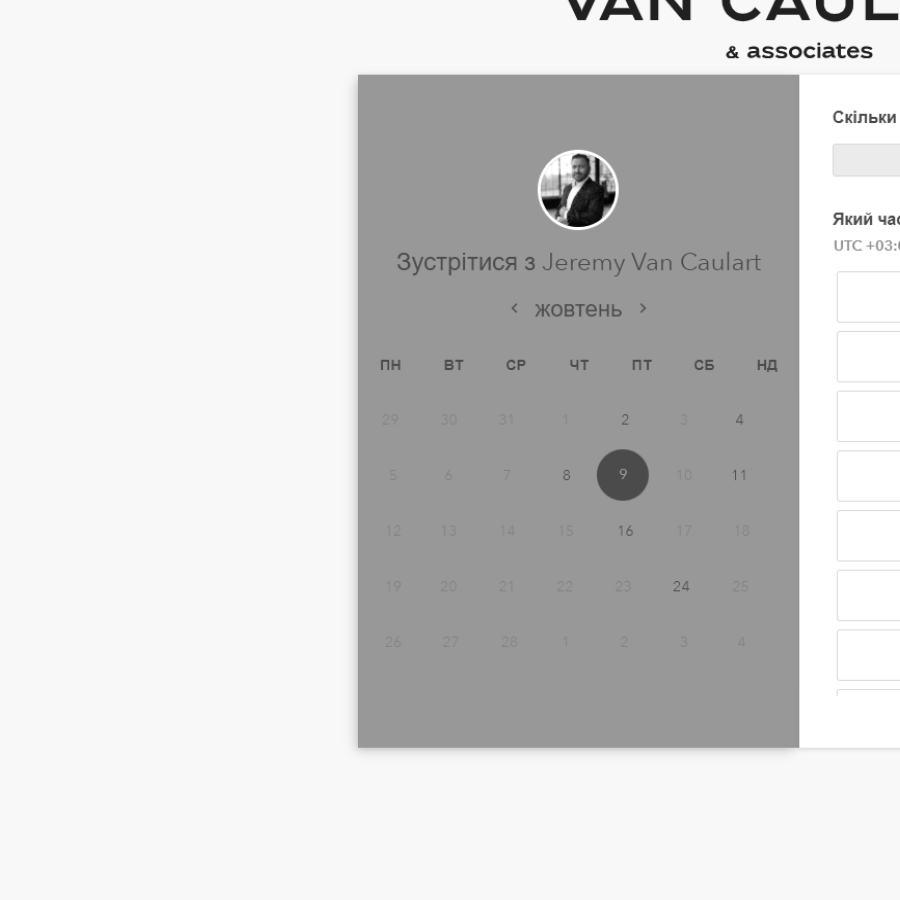 VAN CAUL
& associates
Зустрітися з Jeremy Van Caulart
< жовтень >
ПН ВТ СР ЧТ ПТ СБ НД
29 30 31 1 2 3 4
5 6 7 8 9 10 11
12 13 14 15 16 17 18
19 20 21 22 23 24 25
26 27 28 1 2 3 4
Скільки
Який час
UTC +03:0